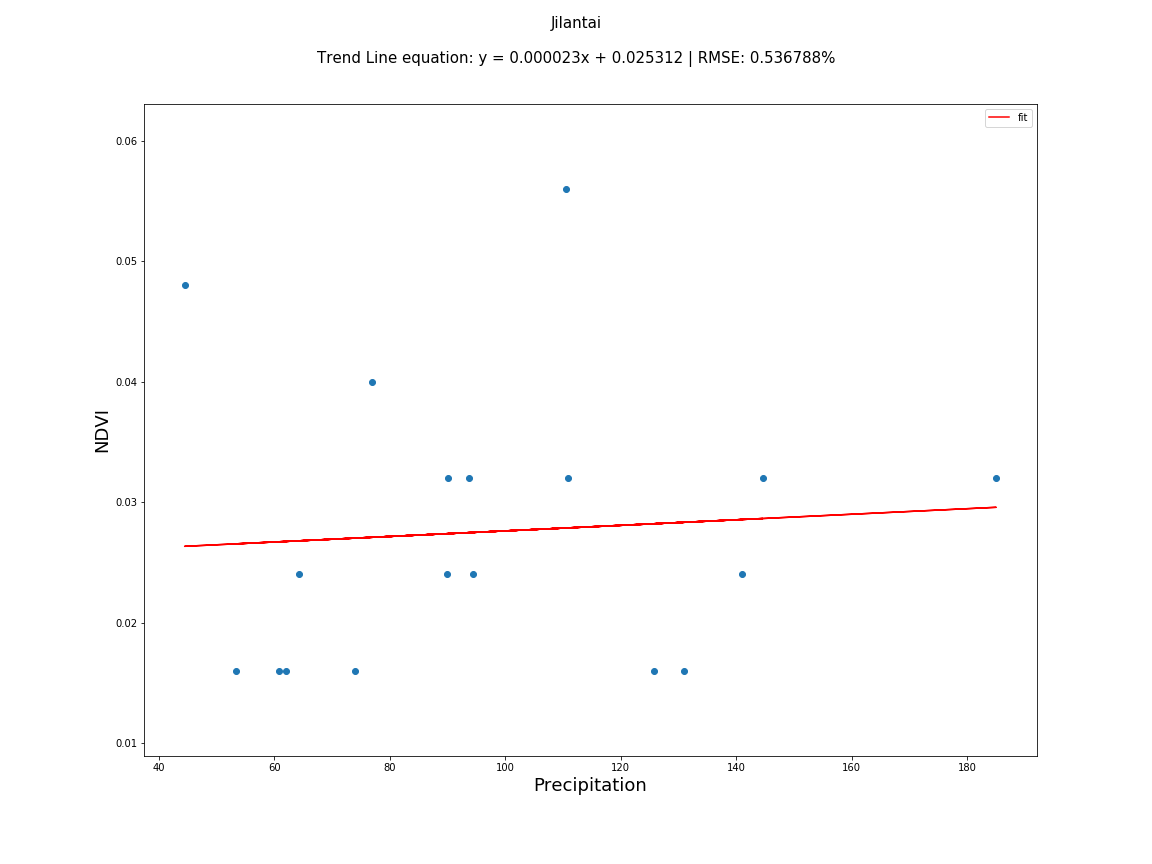 Jilantai
Trend Line equation: y = 0.000023x + 0.025312 | RMSE: 0.536788%
fit
0.06
0.05
0.04
0.03
0.02
0.01
NDVI
40 60 80 100 120 140 160 180
Precipitation